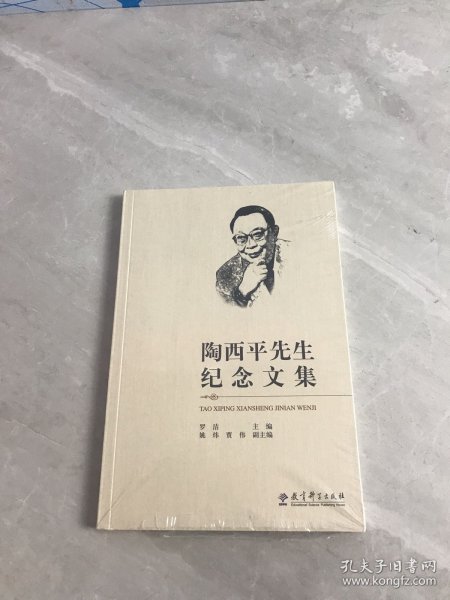 陶西平先生
纪念文集
TAO XIPING XIANSHENG JINIAN WENJI
罗洁 主编
姚炜 贾伟 副主编
教育科学出版社
Educational Science Publishing House
孔夫子旧书网
www.kongfz.com